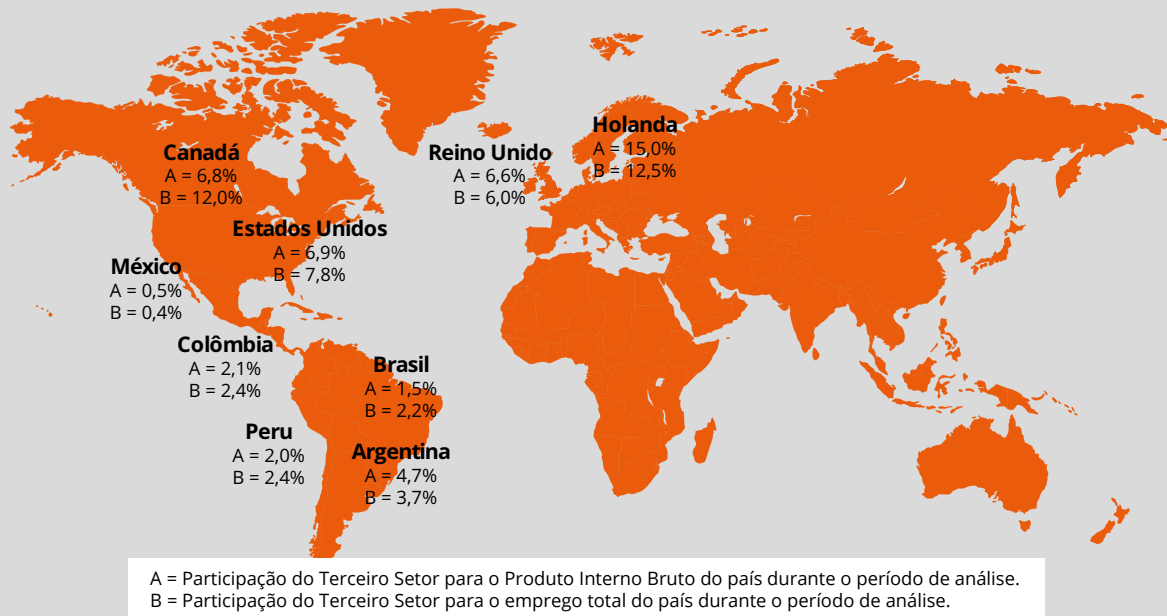 Canadá
A = 6,8%
B = 12,0%
Estados Unidos
A = 6,9%
B = 7,8%
México
A = 0,5%
B = 0,4%
Colômbia
A = 2,1%
B = 2,4%
Peru
A = 2,0%
B = 2,4%
Brasil
A = 1,5%
B = 2,2%
Argentina
A = 4,7%
B = 3,7%
Reino Unido
A = 6,6%
B = 6,0%
Holanda
A = 15,0%
B = 12,5%
A = Participação do Terceiro Setor para o Produto Interno Bruto do país durante o período de análise.
B = Participação do Terceiro Setor para o emprego total do país durante o período de análise.